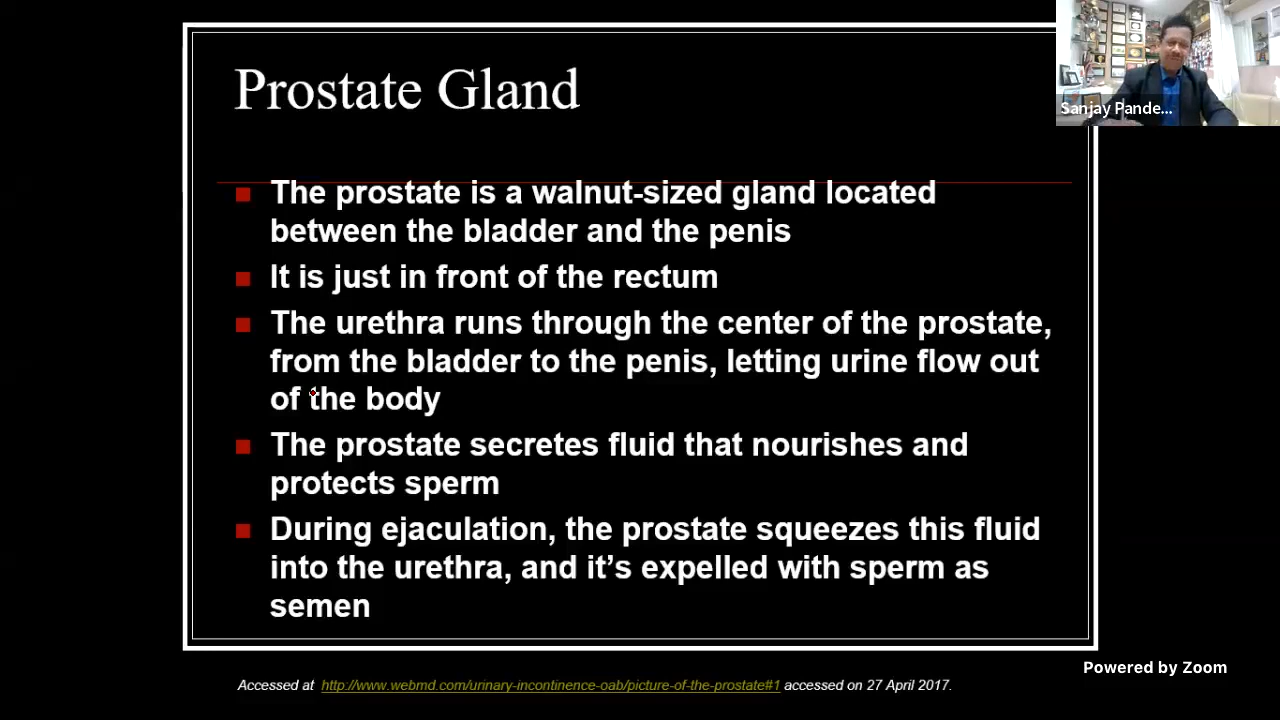 Prostate Gland
Sanjay Pande...
The prostate is a walnut-sized gland located
between the bladder and the penis
It is just in front of the rectum
The urethra runs through the center of the prostate,
from the bladder to the penis, letting urine flow out
of the body
The prostate secretes fluid that nourishes and
protects sperm
During ejaculation, the prostate squeezes this fluid
into the urethra, and it’s expelled with sperm as
semen
Powered by Zoom
Accessed at http://www.webmd.com/urinary-incontinence-oab/picture-of-the-prostate#1 accessed on 27 April 2017.